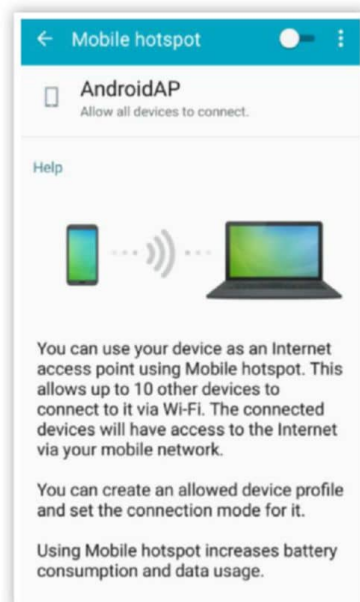 Mobile hotspot
AndroidAP
Allow all devices to connect.
Help
You can use your device as an Internet
access point using Mobile hotspot. This
allows up to 10 other devices to
connect to it via Wi-Fi. The connected
devices will have access to the Internet
via your mobile network.
You can create an allowed device profile
and set the connection mode for it.
Using Mobile hotspot increases battery
consumption and data usage.